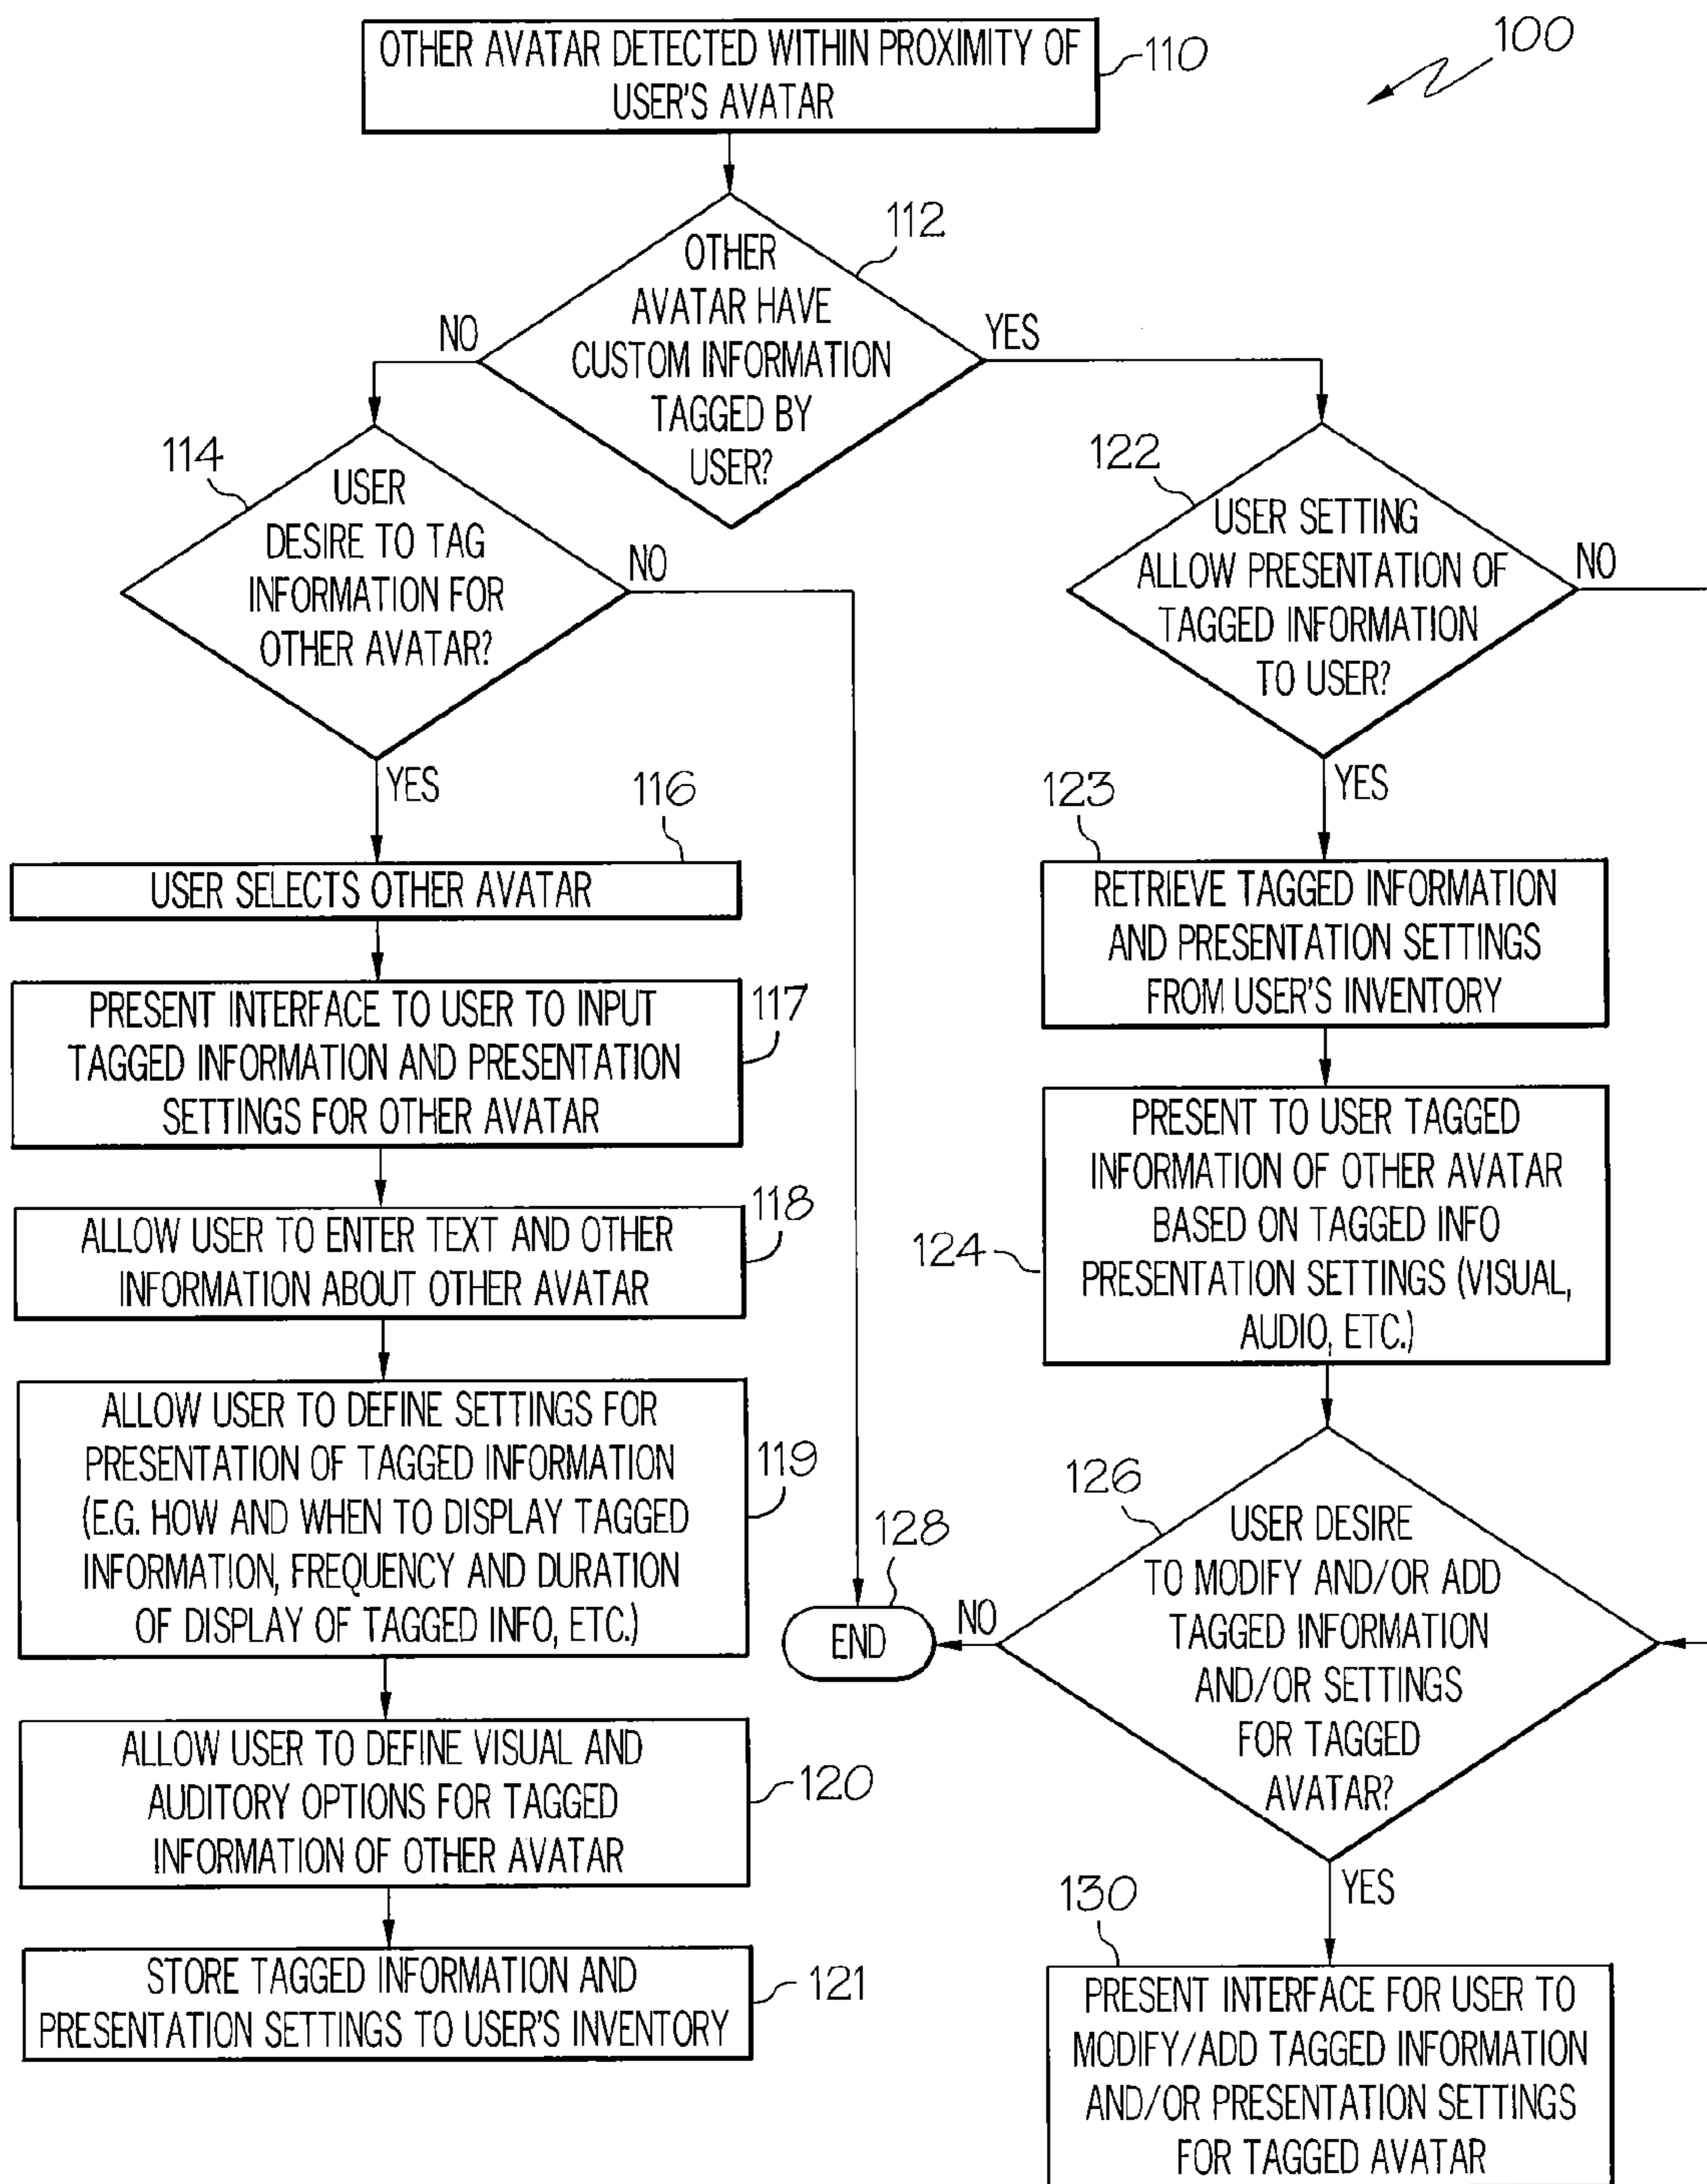 100
OTHER AVATAR DETECTED WITHIN PROXIMITY OF
USER'S AVATAR
110
112
OTHER
AVATAR HAVE
CUSTOM INFORMATION
TAGGED BY
USER?
NO
YES
114
USER
DESIRE TO TAG
INFORMATION FOR
OTHER AVATAR?
NO
YES
116
USER SELECTS OTHER AVATAR
PRESENT INTERFACE TO USER TO INPUT
TAGGED INFORMATION AND PRESENTATION
SETTINGS FOR OTHER AVATAR
117
ALLOW USER TO ENTER TEXT AND OTHER
INFORMATION ABOUT OTHER AVATAR
118
ALLOW USER TO DEFINE SETTINGS FOR
PRESENTATION OF TAGGED INFORMATION
(E.G. HOW AND WHEN TO DISPLAY TAGGED
INFORMATION, FREQUENCY AND DURATION
OF DISPLAY OF TAGGED INFO, ETC.)
119
ALLOW USER TO DEFINE VISUAL AND
AUDITORY OPTIONS FOR TAGGED
INFORMATION OF OTHER AVATAR
120
STORE TAGGED INFORMATION AND
PRESENTATION SETTINGS TO USER'S INVENTORY
121
122
USER SETTING
ALLOW PRESENTATION OF
TAGGED INFORMATION
TO USER?
NO
YES
123
RETRIEVE TAGGED INFORMATION
AND PRESENTATION SETTINGS
FROM USER'S INVENTORY
124
PRESENT TO USER TAGGED
INFORMATION OF OTHER AVATAR
BASED ON TAGGED INFO
PRESENTATION SETTINGS (VISUAL,
AUDIO, ETC.)
126
USER DESIRE
TO MODIFY AND/OR ADD
TAGGED INFORMATION
AND/OR SETTINGS
FOR TAGGED
AVATAR?
NO
128
END
YES
130
PRESENT INTERFACE FOR USER TO
MODIFY/ADD TAGGED INFORMATION
AND/OR PRESENTATION SETTINGS
FOR TAGGED AVATAR